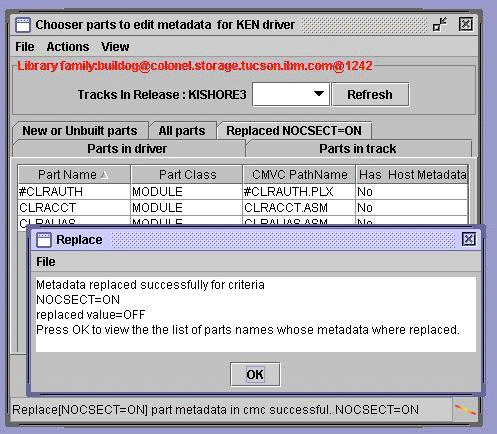 Chooser parts to edit metadata for KEN driver
File Actions View
Library family:buildog@colonel.storage.tucson.ibm.com@1242
Tracks In Release : KISHORE3 Refresh
New or Unbuilt parts All parts Replaced NOCSECT=ON
Parts in driver Parts in track
Part Name Part Class CMVC PathName Has Host Metadata
#CLRAUTH MODULE #CLRAUTH.PLX No
CLRACCT MODULE CLRACCT.ASM No
CLRALIAS MODULE CLRALIAS.ASM No
Replace
File
Metadata replaced successfully for criteria
NOCSECT=ON
replaced value=OFF
Press OK to view the the list of parts names whose metadata where replaced.
OK
Replace[NOCSECT=ON] part metadata in cmc successful. NOCSECT=ON